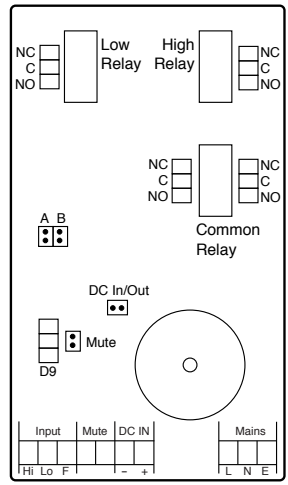 NC
C
NO
Low
Relay
High
Relay
NC
C
NO
NC
C
NO
NC
C
NO
Common
Relay
A B
DC In/Out
Mute
D9
Input Mute DC IN
Hi Lo F − +
Mains
L N E